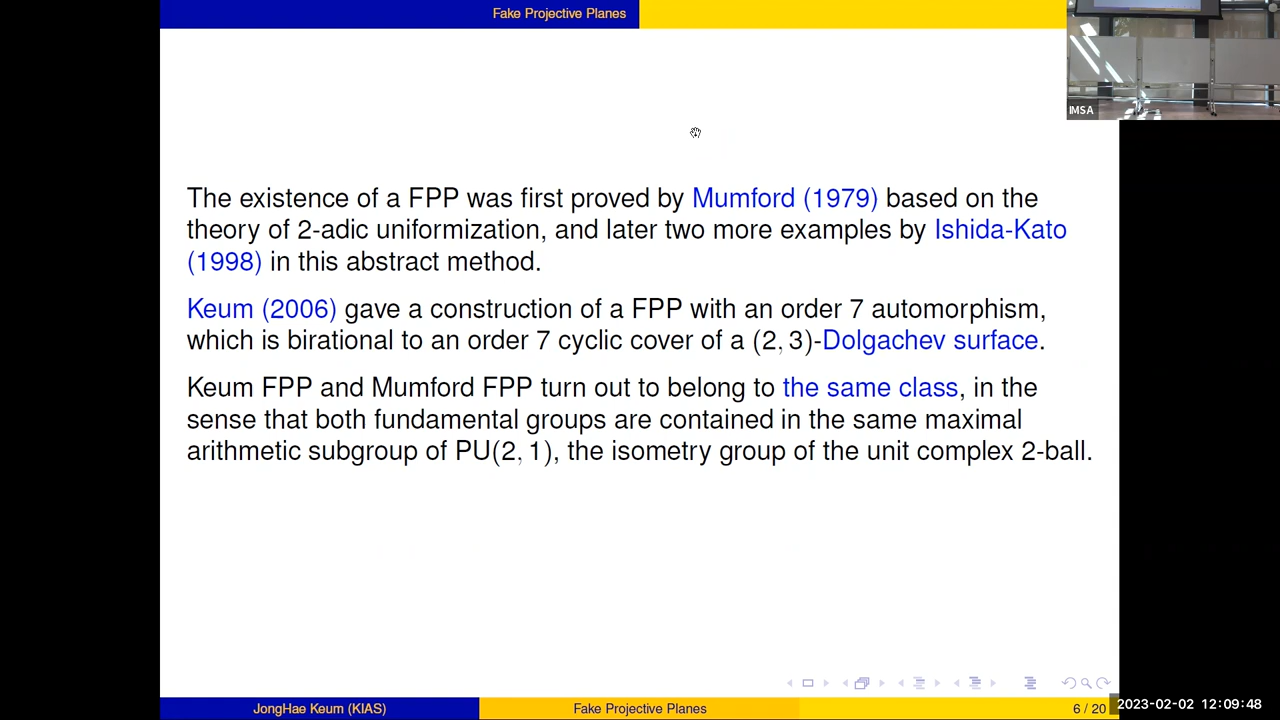 Fake Projective Planes
IMSA
The existence of a FPP was first proved by Mumford (1979) based on the
theory of 2-adic uniformization, and later two more examples by Ishida-Kato
(1998) in this abstract method.
Keum (2006) gave a construction of a FPP with an order 7 automorphism,
which is birational to an order 7 cyclic cover of a (2, 3)-Dolgachev surface.
Keum FPP and Mumford FPP turn out to belong to the same class, in the
sense that both fundamental groups are contained in the same maximal
arithmetic subgroup of PU(2, 1), the isometry group of the unit complex 2-ball.
JongHae Keum (KIAS)
Fake Projective Planes
6 / 20
2023-02-02 12:09:48